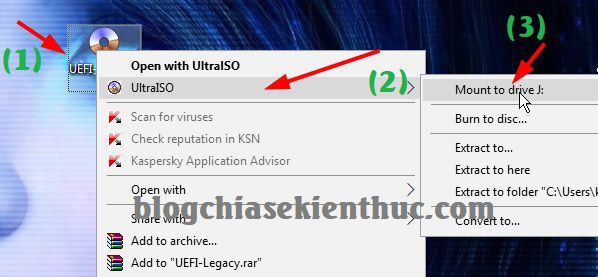 (1)
UEFI-
Open with UltraISO
UltraISO
(2)
(3)
Mount to drive J:
Scan for viruses
Burn to disc...
Check reputation in KSN
Extract to...
Kaspersky Application Advisor
Extract to here
Open with
Extract to folder "C:\Users\k
blogchiasekienthuc.com
Share with
Convert to...
Add to archive...
Add to "UEFI-Legacy.rar"